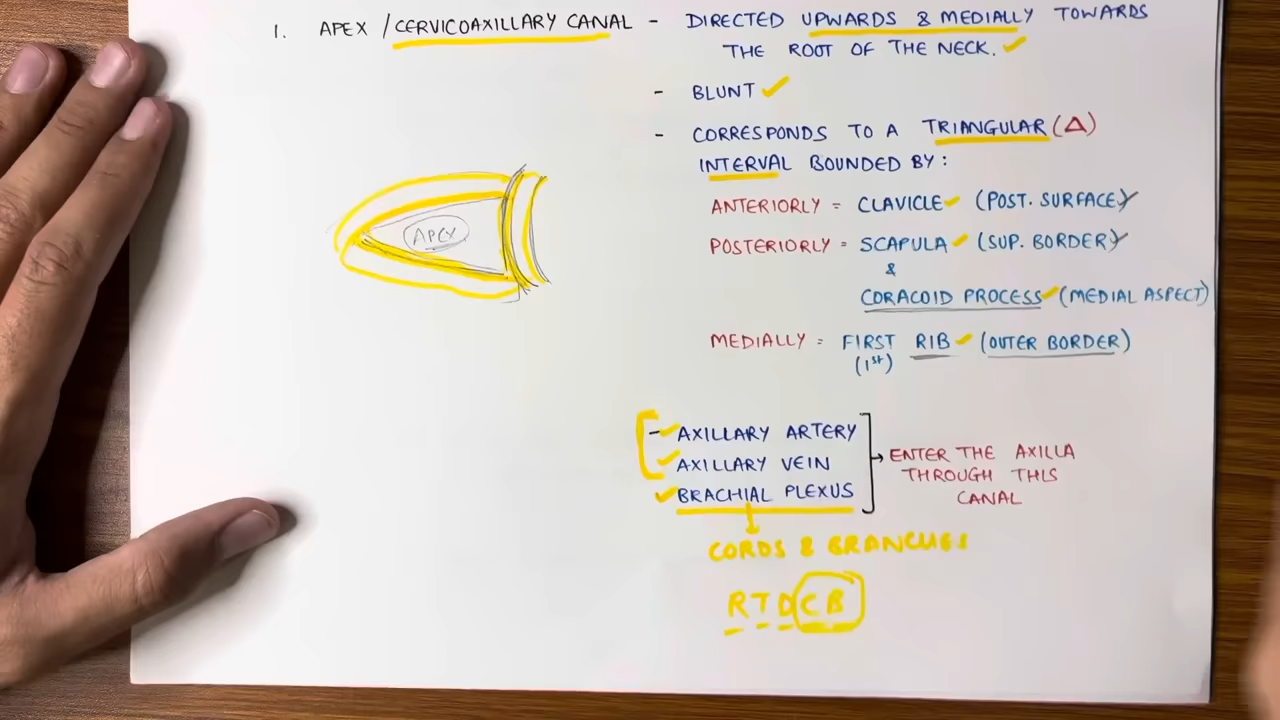 1. APEX / CERVICOAXILLARY CANAL - DIRECTED UPWARDS & MEDIALLY TOWARDS
THE ROOT OF THE NECK.
- BLUNT
- CORRESPONDS TO A TRIANGULAR (Δ)
INTERVAL BOUNDED BY:
ANTERIORLY = CLAVICLE (POST. SURFACE)
APEX
POSTERIORLY = SCAPULA (SUP. BORDER)
&
CORACOID PROCESS (MEDIAL ASPECT)
MEDIALLY = FIRST RIB (OUTER BORDER)
(1st)
- AXILLARY ARTERY
AXILLARY VEIN
BRACHIAL PLEXUS
ENTER THE AXILLA
THROUGH THIS
CANAL
CORDS & BRANCHES
RTDCB